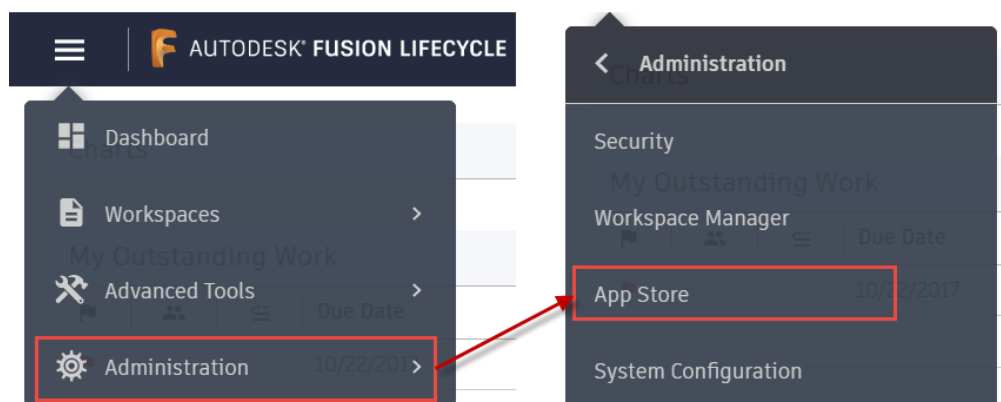 AUTODESK® FUSION LIFECYCLE
Dashboard
Charts
Workspaces
My Outstanding Work
Advanced Tools
Due Date
Administration 10/22/2017
Administration
Charts
Security
My Outstanding Work
Workspace Manager
Due Date
App Store 10/22/2017
System Configuration